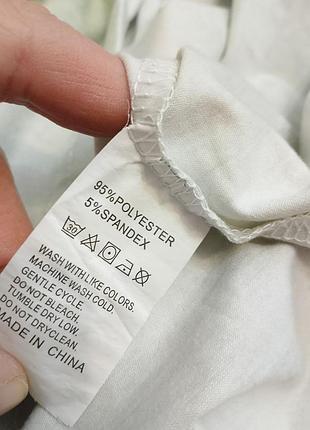 95%POLYESTER
5%SPANDEX
30
WASH WITH LIKE COLORS.
MACHINE WASH COLD.
GENTLE CYCLE.
DO NOT BLEACH.
TUMBLE DRY LOW.
DO NOT DRYCLEAN.
MADE IN CHINA